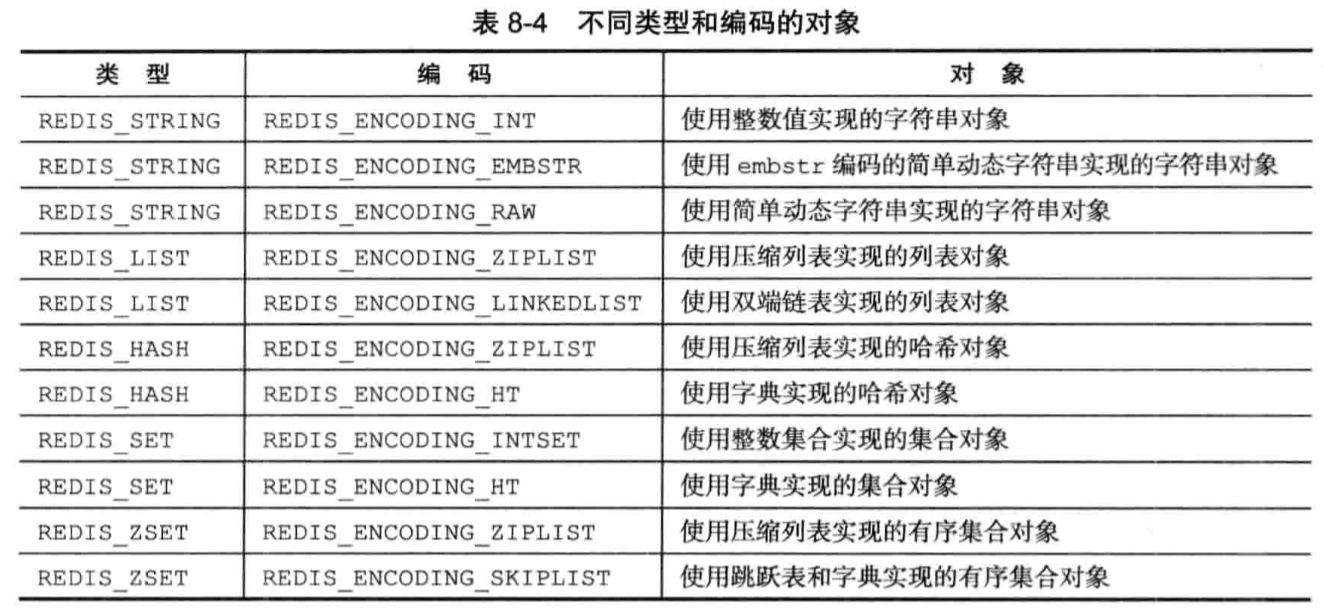 表 8-4 不同类型和编码的对象
类 型 编 码 对 象
REDIS_STRING REDIS_ENCODING_INT 使用整数值实现的字符串对象
REDIS_STRING REDIS_ENCODING_EMBSTR 使用 embstr 编码的简单动态字符串实现的字符串对象
REDIS_STRING REDIS_ENCODING_RAW 使用简单动态字符串实现的字符串对象
REDIS_LIST REDIS_ENCODING_ZIPLIST 使用压缩列表实现的列表对象
REDIS_LIST REDIS_ENCODING_LINKEDLIST 使用双端链表实现的列表对象
REDIS_HASH REDIS_ENCODING_ZIPLIST 使用压缩列表实现的哈希对象
REDIS_HASH REDIS_ENCODING_HT 使用字典实现的哈希对象
REDIS_SET REDIS_ENCODING_INTSET 使用整数集合实现的集合对象
REDIS_SET REDIS_ENCODING_HT 使用字典实现的集合对象
REDIS_ZSET REDIS_ENCODING_ZIPLIST 使用压缩列表实现的有序集合对象
REDIS_ZSET REDIS_ENCODING_SKIPLIST 使用跳跃表和字典实现的有序集合对象